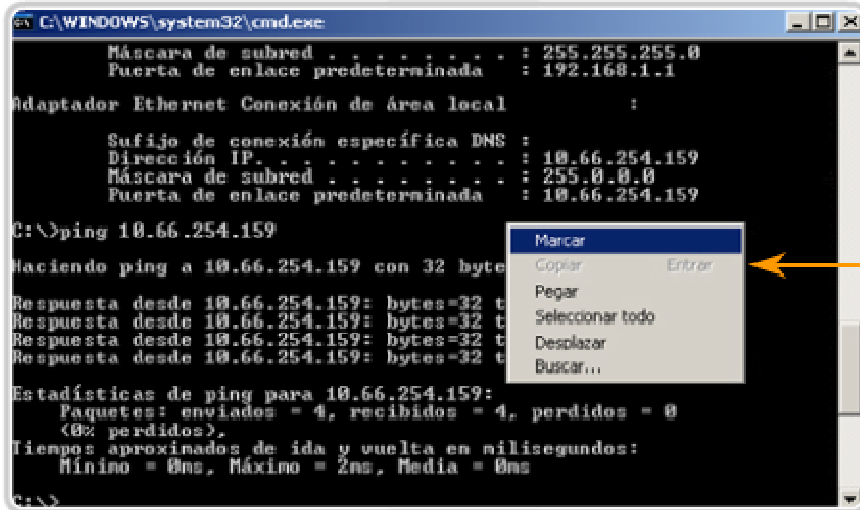 C:\WINDOWS\system32\cmd.exe
Máscara de subred . . . . . . . . : 255.255.255.0
Puerta de enlace predeterminada : 192.168.1.1
Adaptador Ethernet Conexión de área local :
Sufijo de conexión específica DNS :
Dirección IP. . . . . . . . . . . : 10.66.254.159
Máscara de subred . . . . . . . . : 255.0.0.0
Puerta de enlace predeterminada : 10.66.254.159
C:\>ping 10.66.254.159
Haciendo ping a 10.66.254.159 con 32 byte
Respuesta desde 10.66.254.159: bytes=32 t
Respuesta desde 10.66.254.159: bytes=32 t
Respuesta desde 10.66.254.159: bytes=32 t
Respuesta desde 10.66.254.159: bytes=32 t
Marcar
Copiar Entrar
Pegar
Seleccionar todo
Desplazar
Buscar...
Estadísticas de ping para 10.66.254.159:
Paquetes: enviados = 4, recibidos = 4, perdidos = 0
(0% perdidos),
Tiempos aproximados de ida y vuelta en milisegundos:
Mínimo = 0ms, Máximo = 2ms, Media = 0ms
C:\>